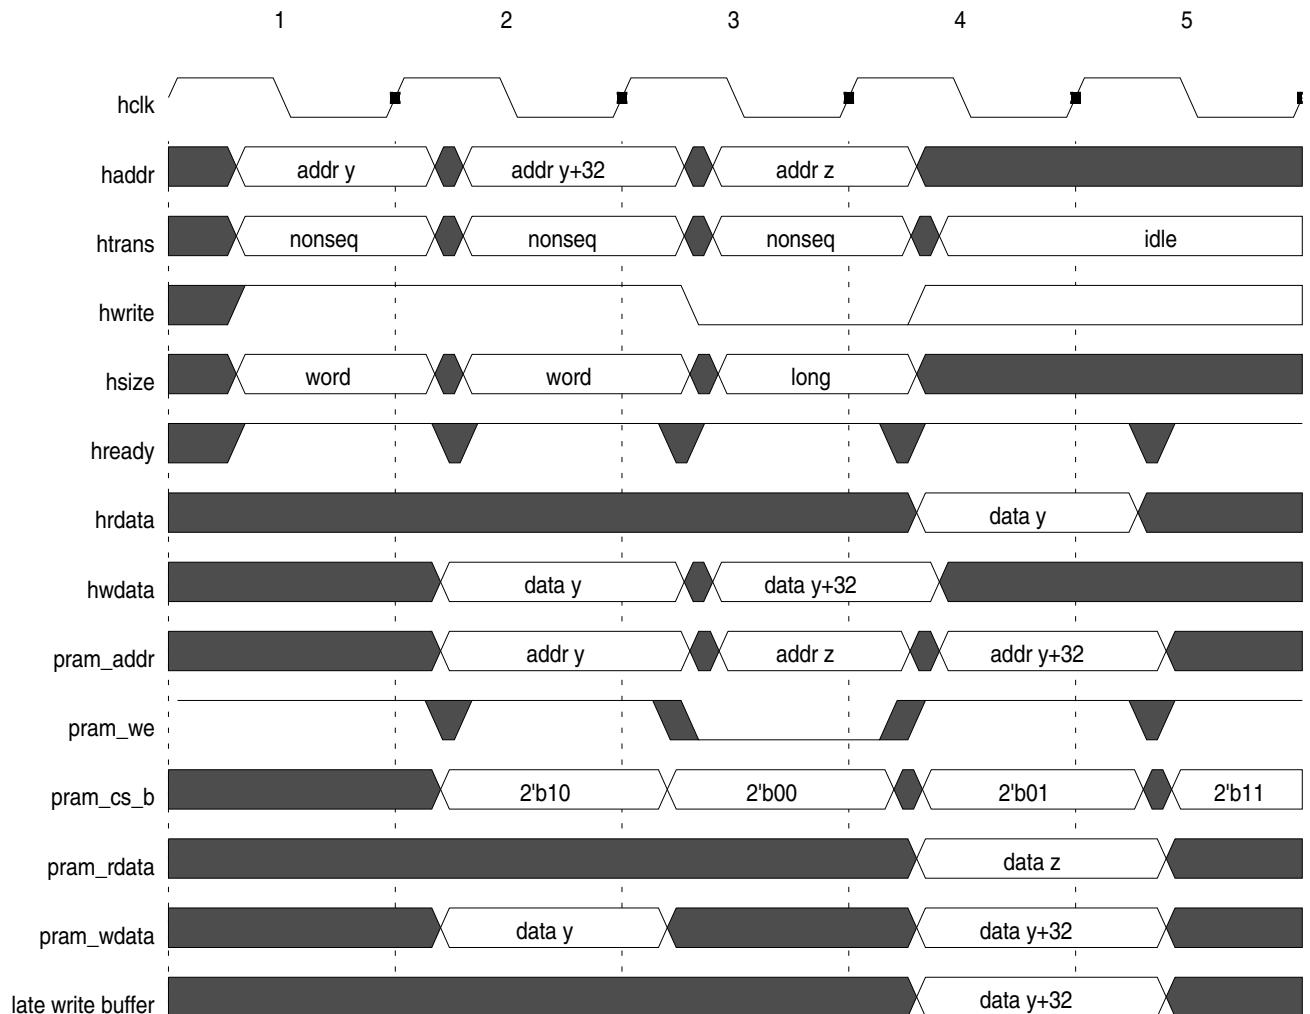 1 2 3 4 5
hclk
haddr addr y addr y+32 addr z
htrans nonseq nonseq nonseq idle
hwrite
hsize word word long
hready
hrdata data y
hwdata data y data y+32
pram_addr addr y addr z addr y+32
pram_we
pram_cs_b 2'b10 2'b00 2'b01 2'b11
pram_rdata data z
pram_wdata data y data y+32
late write buffer data y+32